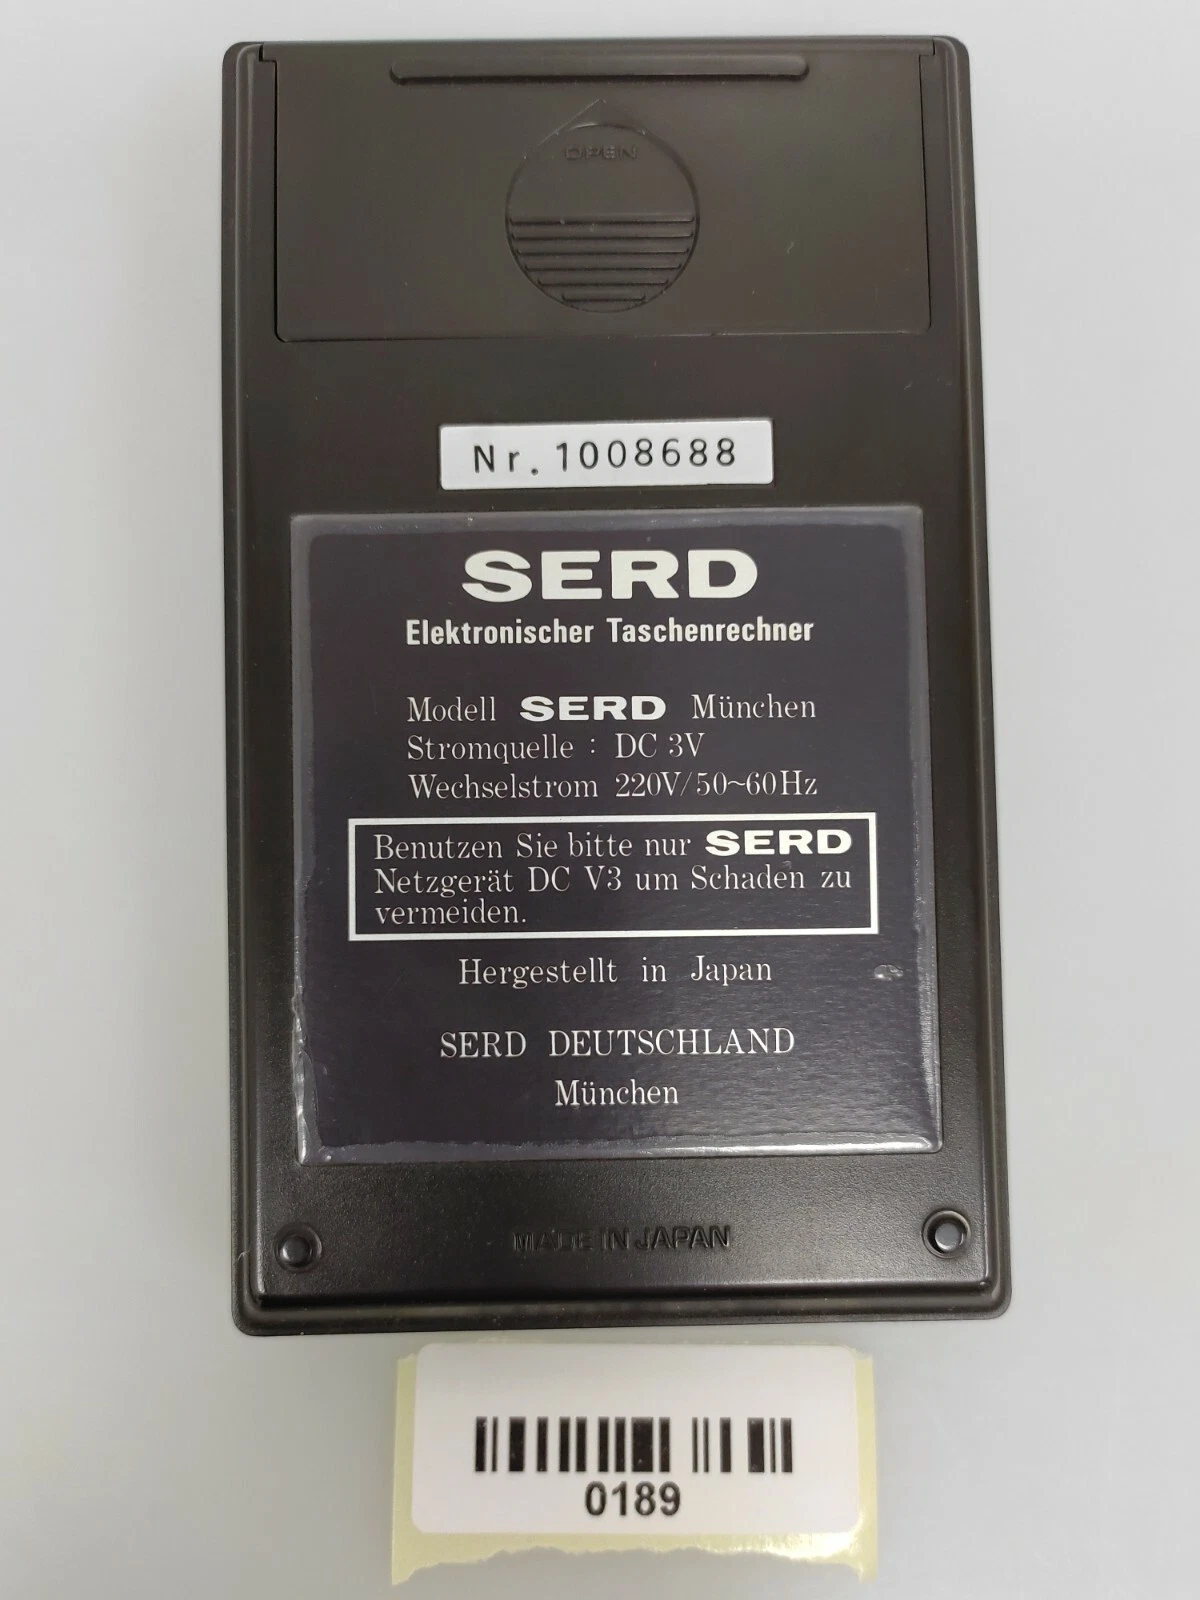 OPEN
Nr. 1008688
SERD
Elektronischer Taschenrechner
Modell SERD München
Stromquelle : DC 3V
Wechselstrom 220V/50~60Hz
Benutzen Sie bitte nur SERD
Netzgerät DC V3 um Schaden zu
vermeiden.
Hergestellt in Japan
SERD DEUTSCHLAND
München
MADE IN JAPAN
0189